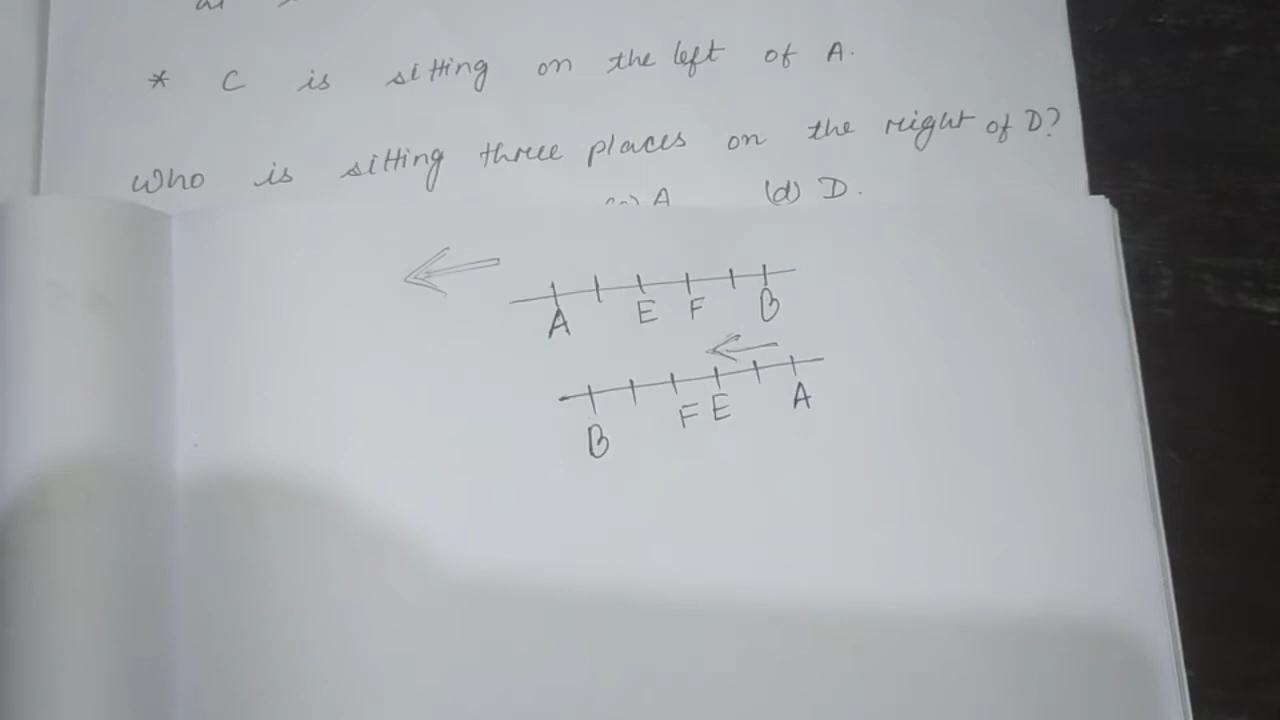 * C is sitting on the left of A.
Who is sitting three places on the right of D?
A (d) D.
A E F B
B F E A